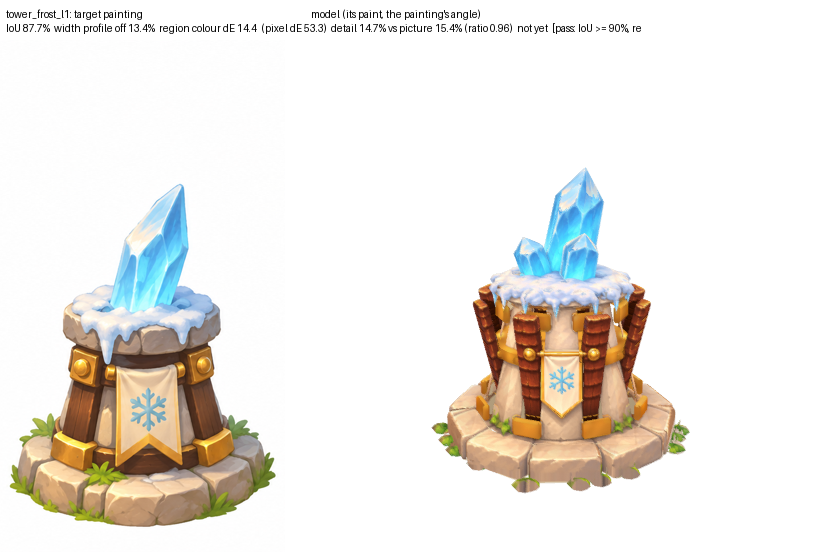 tower_frost_l1: target painting
model (its paint, the painting's angle)
IoU 87.7% width profile off 13.4% region colour dE 14.4 (pixel dE 53.3) detail 14.7% vs picture 15.4% (ratio 0.96) not yet [pass: IoU >= 90%, re